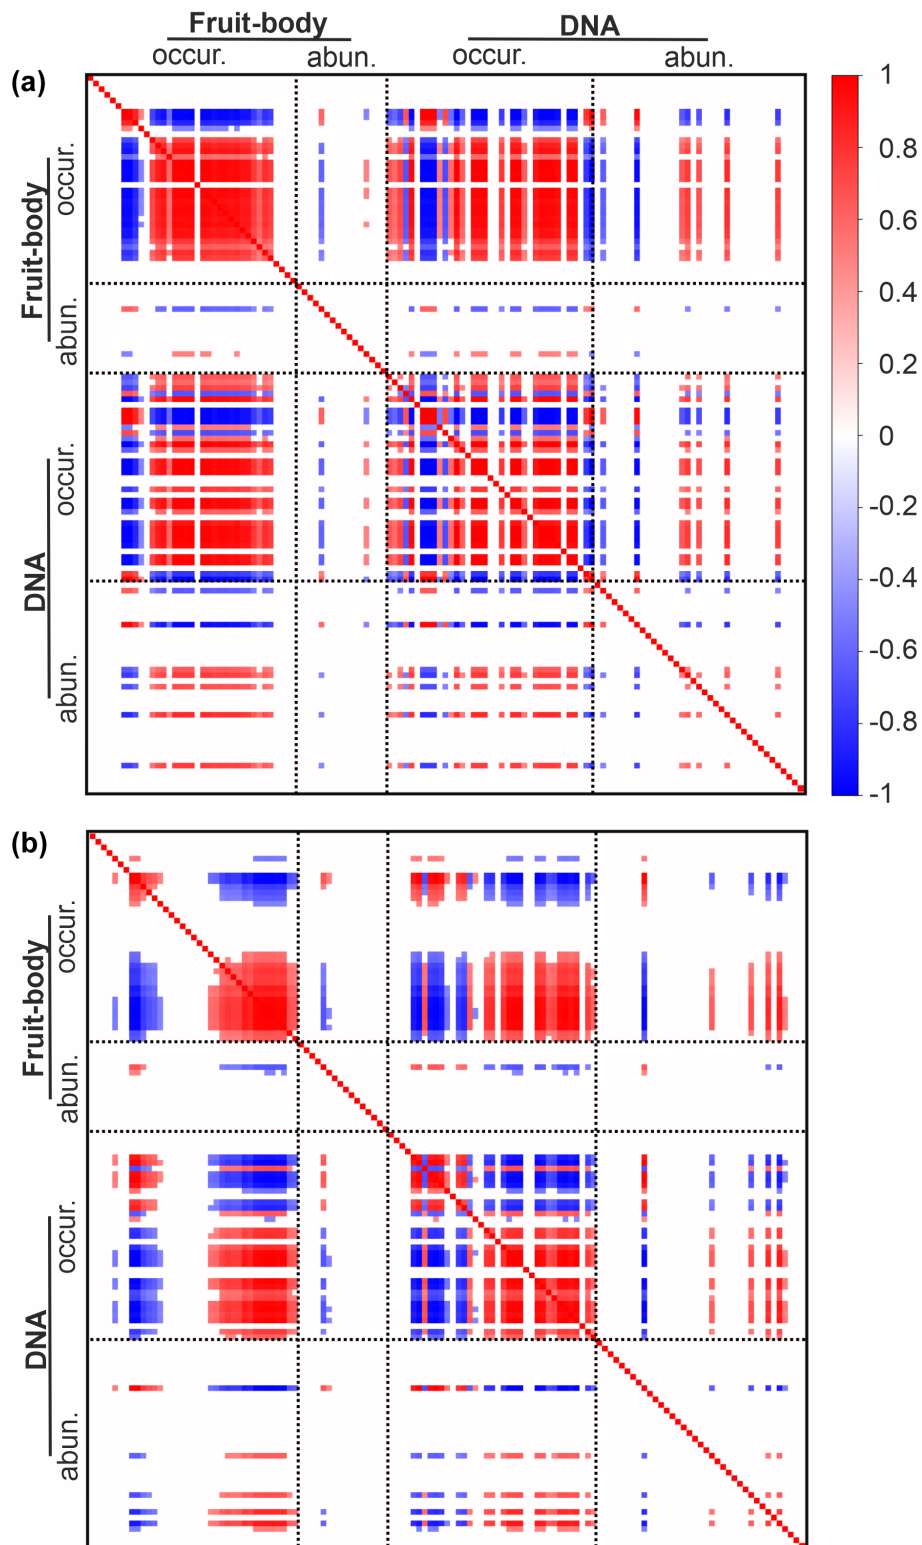 Fruit-body DNA
occur. abun. occur. abun.
(a)
1
0.8
0.6
0.4
0.2
0
-0.2
-0.4
-0.6
-0.8
-1
Fruit-body
occur.
abun.
DNA
occur.
abun.
(b)
Fruit-body
occur.
abun.
DNA
occur.
abun.